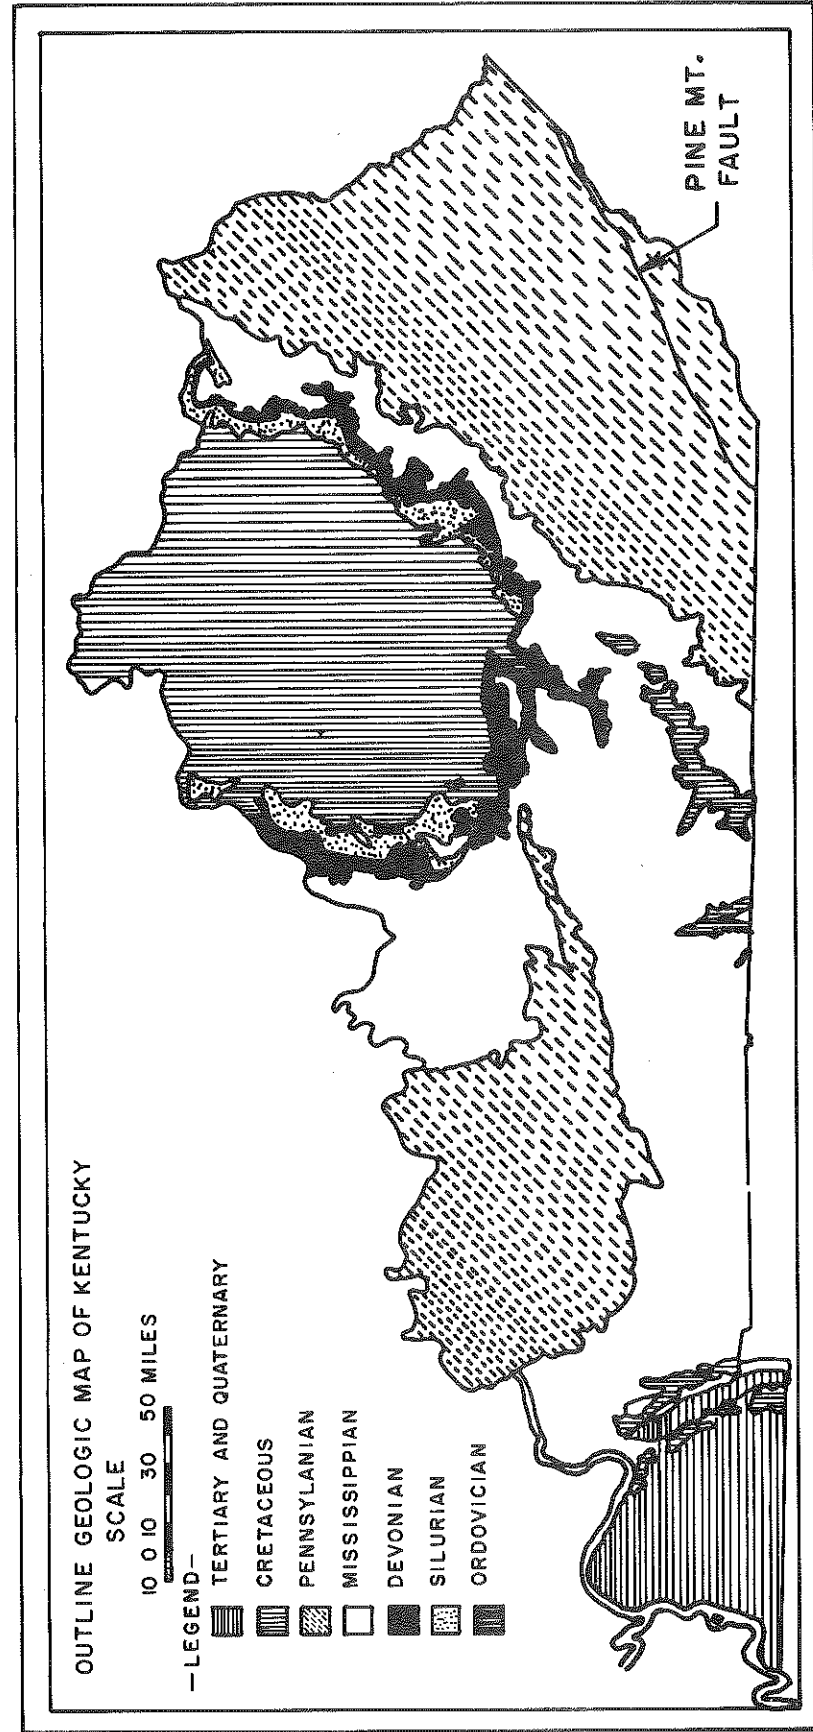 OUTLINE GEOLOGIC MAP OF KENTUCKY
SCALE
10 0 10 30 50 MILES
—LEGEND—
TERTIARY AND QUATERNARY
CRETACEOUS
PENNSYLANIAN
MISSISSIPPIAN
DEVONIAN
SILURIAN
ORDOVICIAN
PINE MT.
FAULT